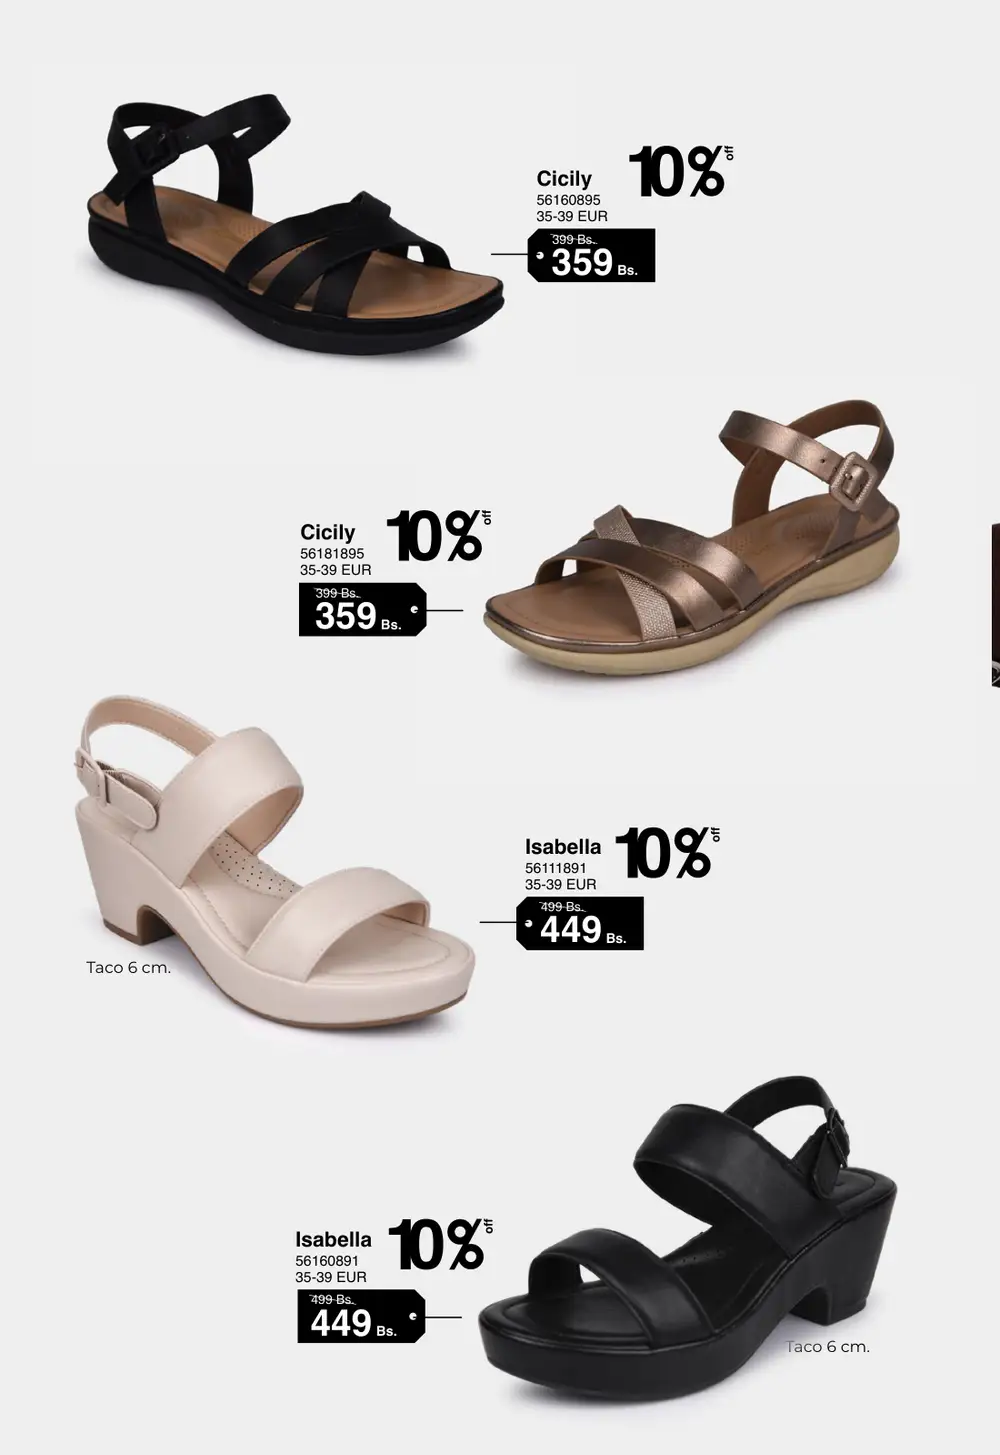 Cicily
10% off
56160895
35-39 EUR
399 Bs.
359 Bs.
Cicily
10% off
56181895
35-39 EUR
399 Bs.
359 Bs.
Isabella
10% off
56111891
35-39 EUR
499 Bs.
449 Bs.
Taco 6 cm.
Isabella
10% off
56160891
35-39 EUR
499 Bs.
449 Bs.
Taco 6 cm.